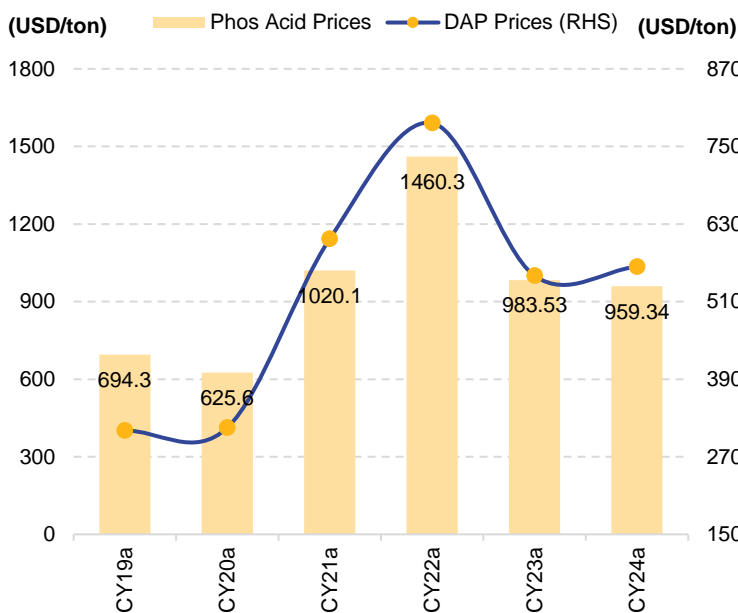 (USD/ton) Phos Acid Prices DAP Prices (RHS) (USD/ton)
1800
1500
1200
900
600
300
0
1460.3
1020.1
983.53
959.34
694.3
625.6
870
750
630
510
390
270
150
CY19a
CY20a
CY21a
CY22a
CY23a
CY24a